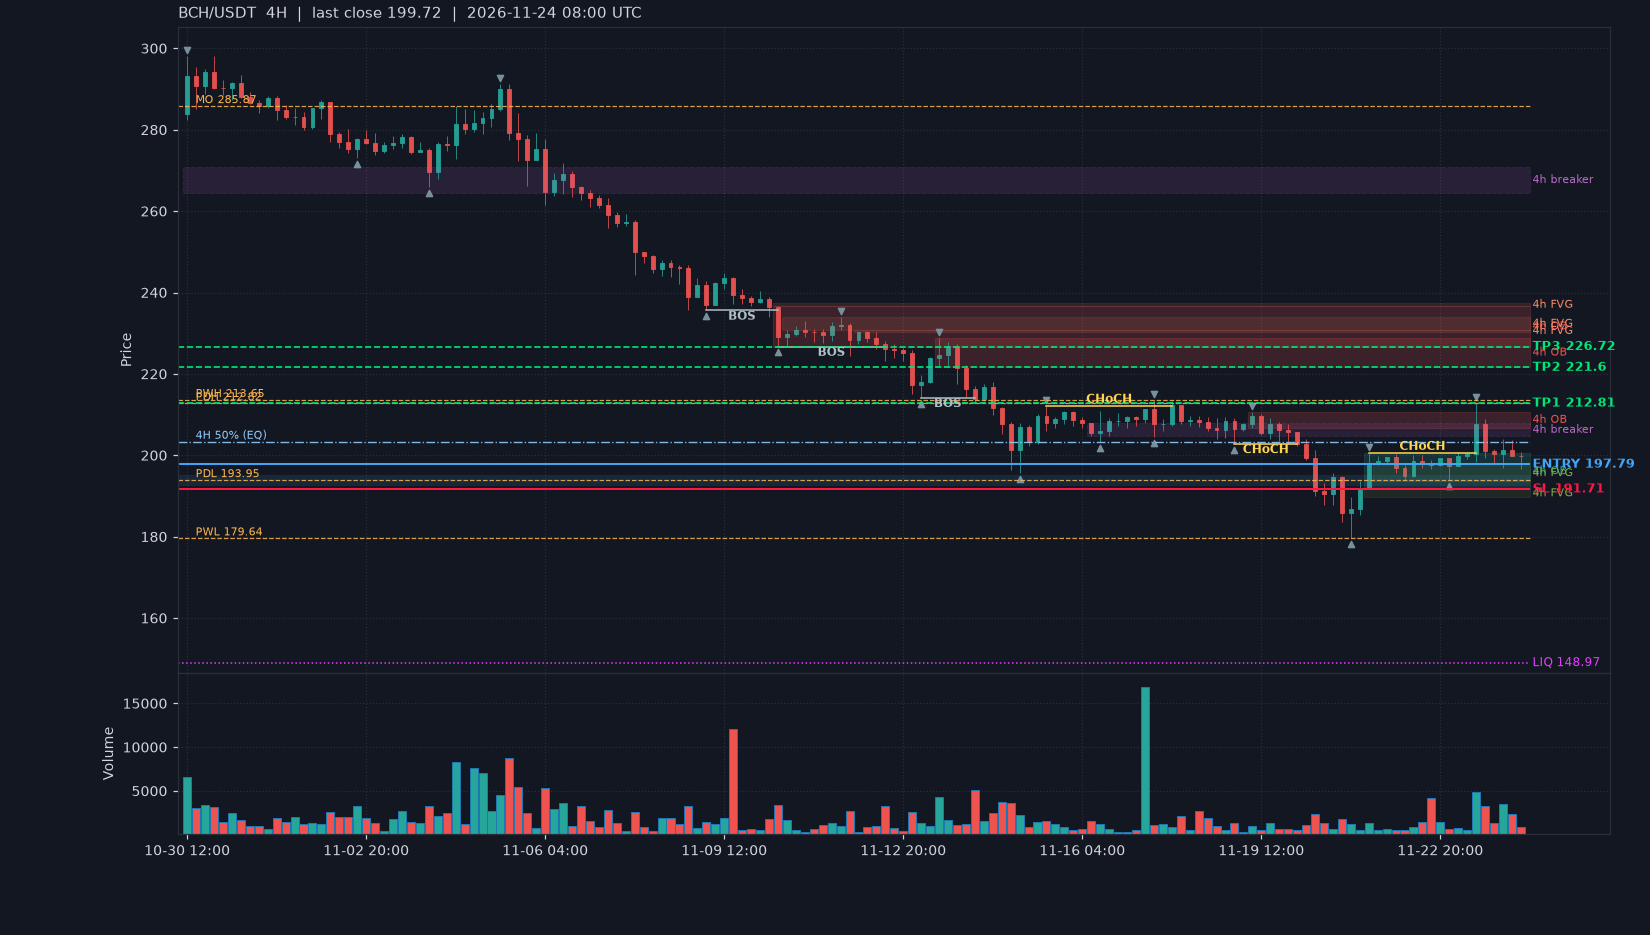 BCH/USDT 4H | last close 199.72 | 2026-11-24 08:00 UTC
Price
300
280
260
240
220
200
180
160
MO 285.87
4h breaker
4h FVG
4h FVG
4h FVG
TP3 226.72
4h OB
TP2 221.6
PWH 213.65
TP1 212.81
4h OB
4h breaker
4H 50% (EQ)
ENTRY 197.79
4h FVG
PDL 193.95
SL 191.71
4h FVG
PWL 179.64
LIQ 148.97
BOS
BOS
BOS
CHoCH
CHoCH
CHoCH
Volume
15000
10000
5000
10-30 12:00
11-02 20:00
11-06 04:00
11-09 12:00
11-12 20:00
11-16 04:00
11-19 12:00
11-22 20:00